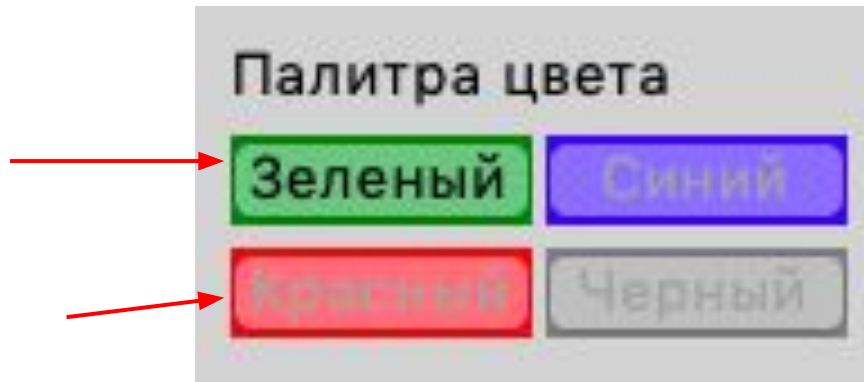 Палитра цвета
Зеленый Синий
Красный Черный